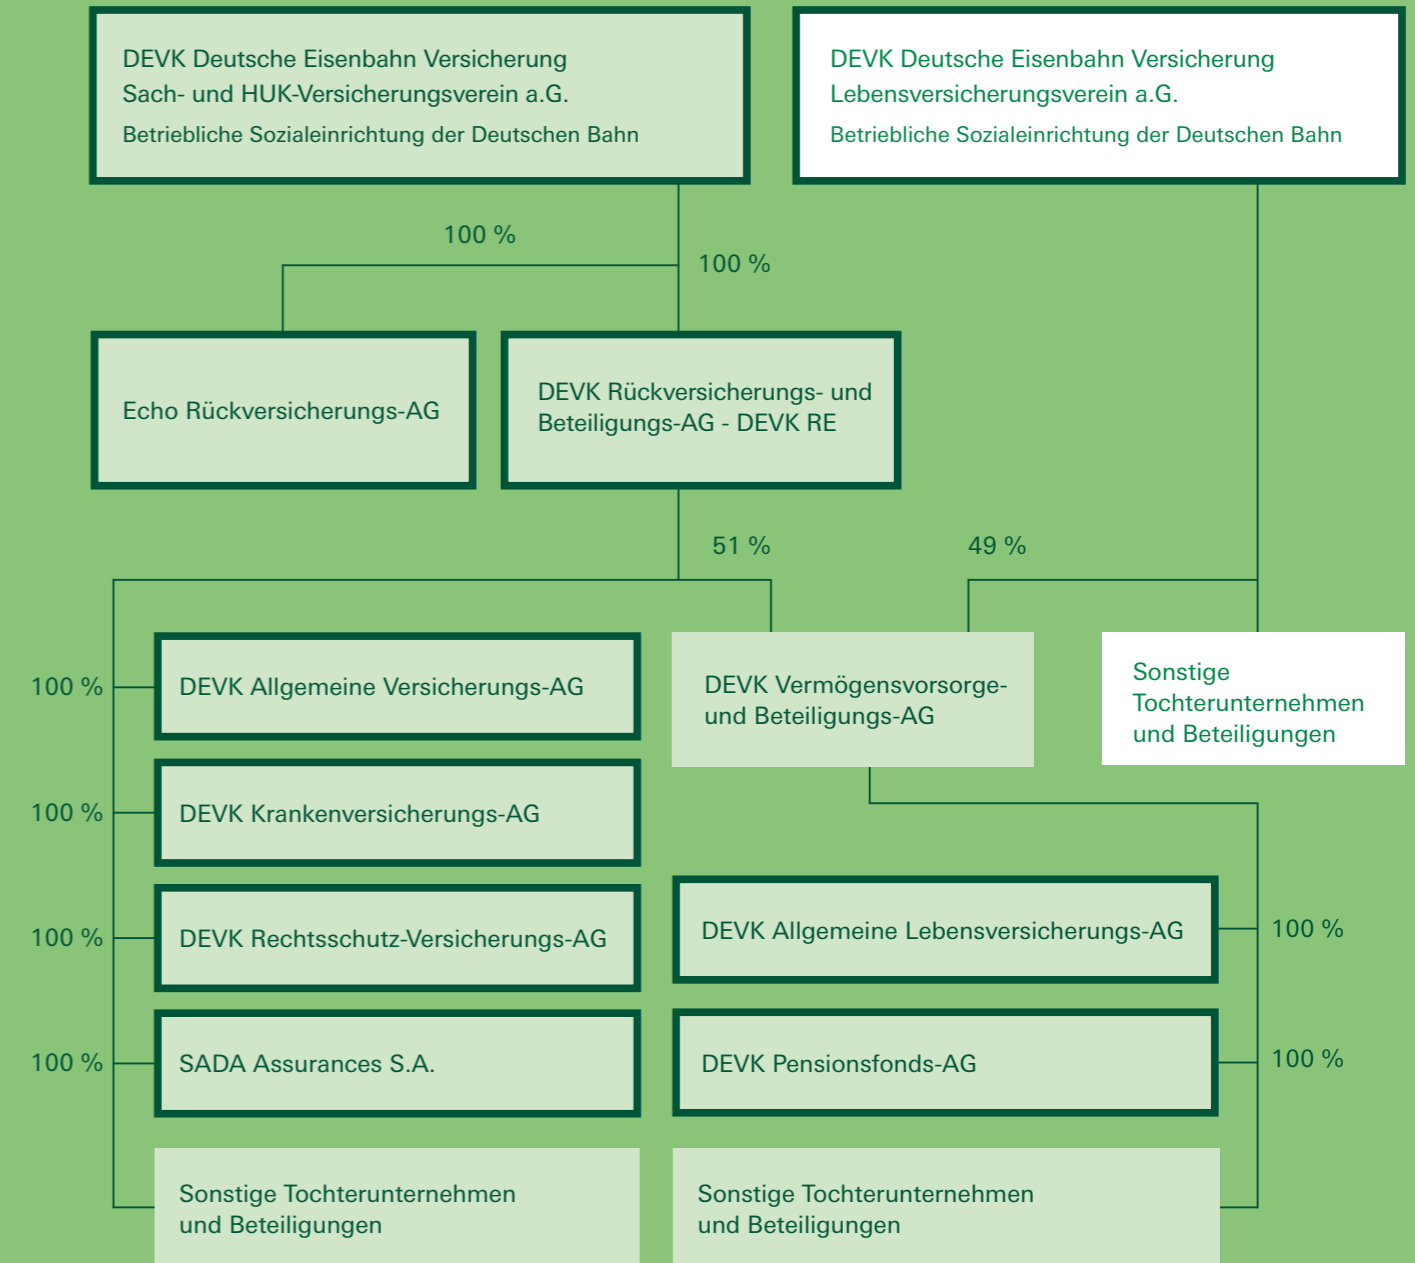 DEVK Deutsche Eisenbahn Versicherung
Sach- und HUK-Versicherungsverein a.G.
Betriebliche Sozialeinrichtung der Deutschen Bahn
DEVK Deutsche Eisenbahn Versicherung
Lebensversicherungsverein a.G.
Betriebliche Sozialeinrichtung der Deutschen Bahn
100 %
100 %
Echo Rückversicherungs-AG
DEVK Rückversicherungs- und
Beteiligungs-AG - DEVK RE
51 %
49 %
100 %
DEVK Allgemeine Versicherungs-AG
DEVK Vermögensvorsorge-
und Beteiligungs-AG
Sonstige
Tochterunternehmen
und Beteiligungen
100 %
DEVK Krankenversicherungs-AG
100 %
DEVK Rechtsschutz-Versicherungs-AG
DEVK Allgemeine Lebensversicherungs-AG
100 %
100 %
SADA Assurances S.A.
DEVK Pensionsfonds-AG
100 %
Sonstige Tochterunternehmen
und Beteiligungen
Sonstige Tochterunternehmen
und Beteiligungen